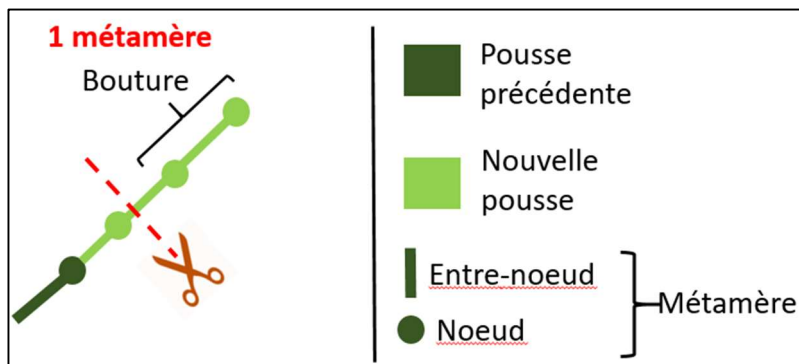 1 métamère
Bouture
Pousse
précédente
Nouvelle
pousse
Entre-noeud
Noeud
Métamère